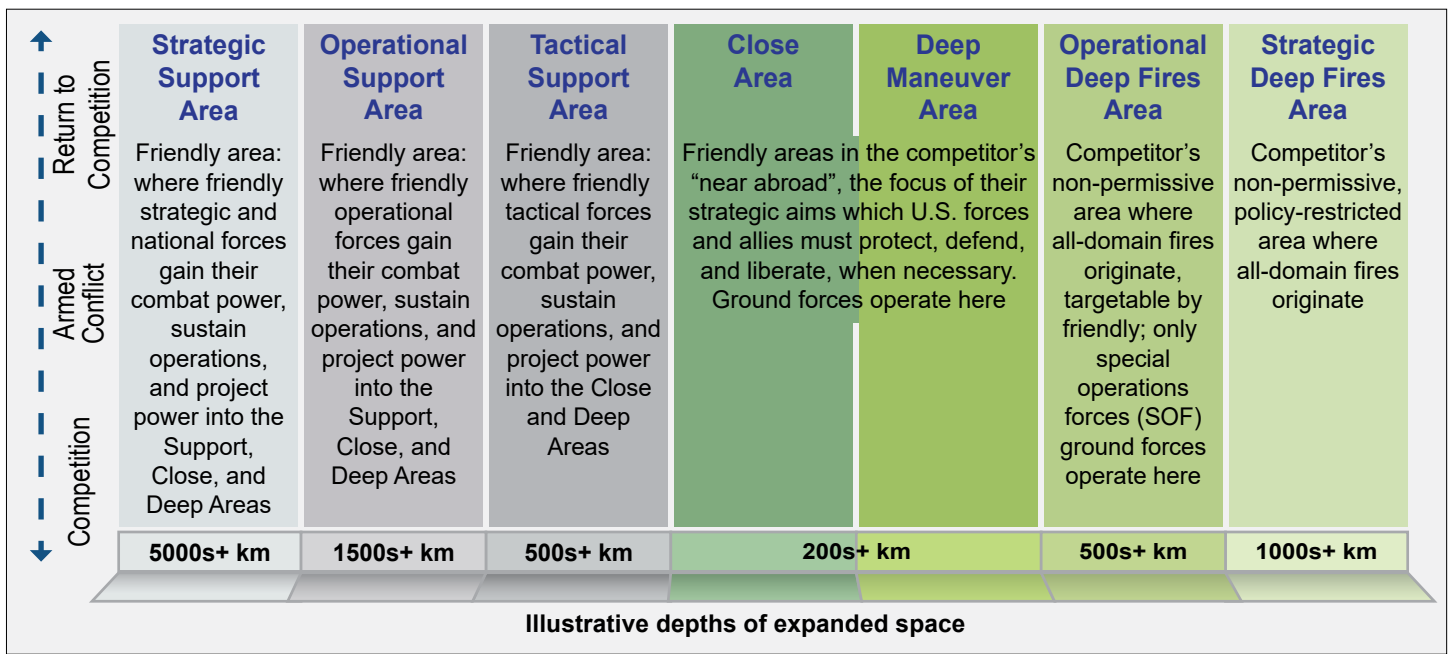 Return to
Competition
Armed
Conflict
Competition
Strategic
Support
Area
Friendly area:
where friendly
strategic and
national forces
gain their
combat power,
sustain
operations,
and project
power into the
Support,
Close, and
Deep Areas
Operational
Support
Area
Friendly area:
where friendly
operational
forces gain
their combat
power, sustain
operations, and
project power
into the
Support,
Close, and
Deep Areas
Tactical
Support
Area
Friendly area:
where friendly
tactical forces
gain their
combat power,
sustain
operations, and
project power
into the Close
and Deep
Areas
Close
Area
Deep
Maneuver
Area
Friendly areas in the competitor’s
“near abroad”, the focus of their
strategic aims which U.S. forces
and allies must protect, defend,
and liberate, when necessary.
Ground forces operate here
Operational
Deep Fires
Area
Competitor’s
non-permissive
area where
all-domain fires
originate,
targetable by
friendly; only
special
operations
forces (SOF)
ground forces
operate here
Strategic
Deep Fires
Area
Competitor’s
non-permissive,
policy-restricted
area where
all-domain fires
originate
5000s+ km
1500s+ km
500s+ km
200s+ km
500s+ km
1000s+ km
Illustrative depths of expanded space